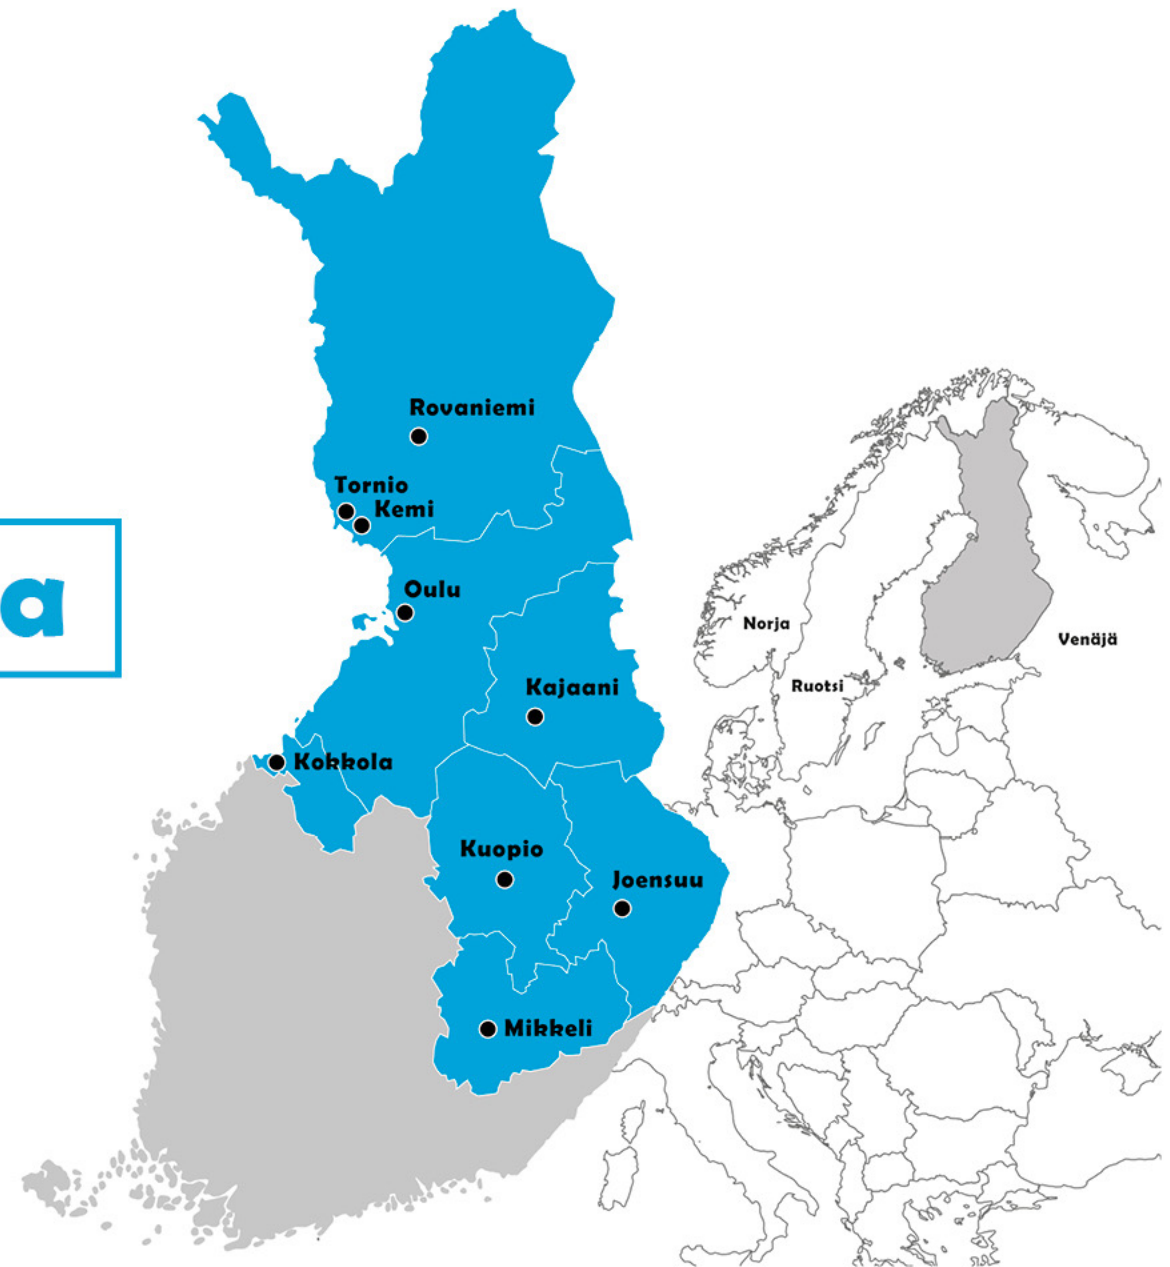 Rovaniemi
Tornio
Kemi
a
Oulu
Norja
Venäjä
Kajaani
Ruotsi
Kokkola
Kuopio
Joensuu
Mikkeli